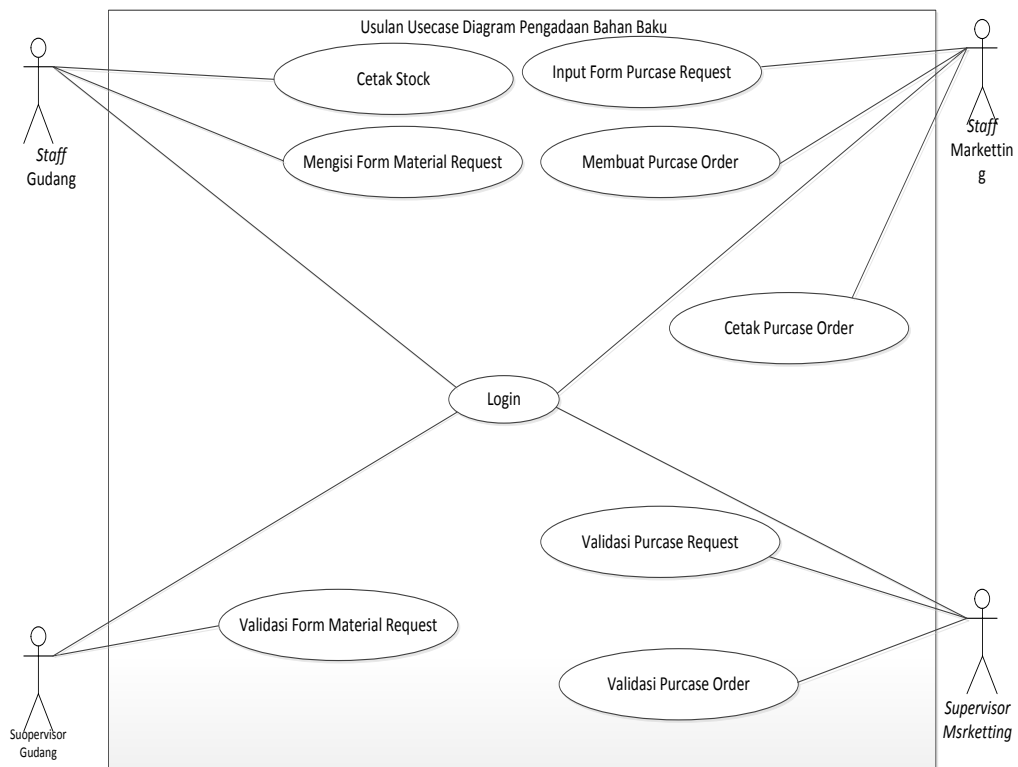 Usulan Usecase Diagram Pengadaan Bahan Baku
Cetak Stock
Input Form Purcase Request
Staff
Gudang
Mengisi Form Material Request
Membuat Purcase Order
Staff
Markettin
g
Cetak Purcase Order
Login
Validasi Purcase Request
Validasi Form Material Request
Validasi Purcase Order
Suopervisor
Gudang
Supervisor
Msrketting